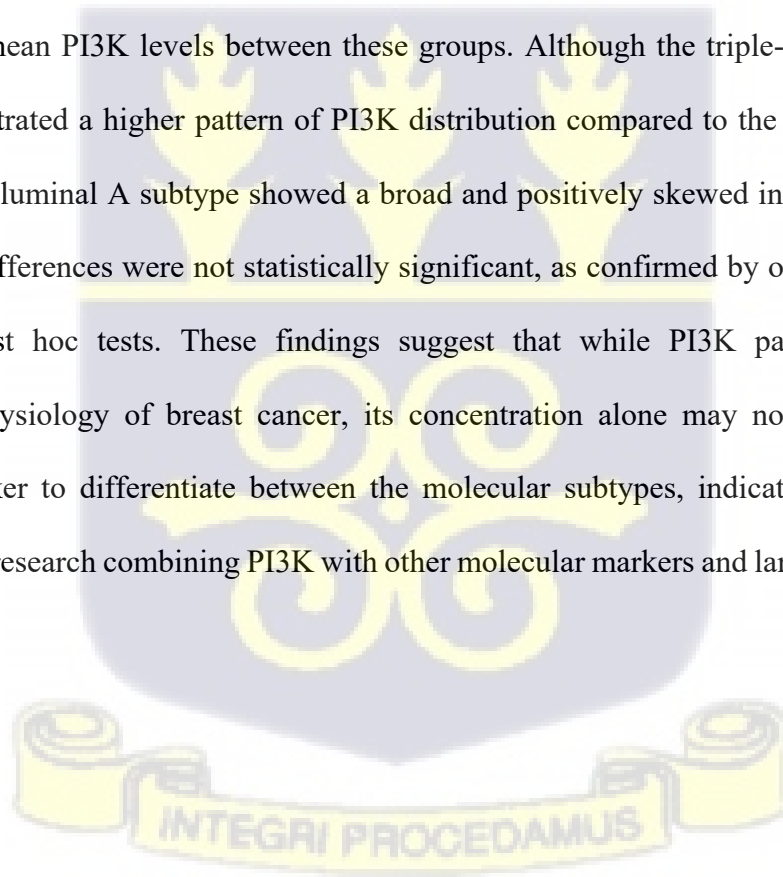 nean PI3K levels between these groups. Although the triple-
trated a higher pattern of PI3K distribution compared to the
luminal A subtype showed a broad and positively skewed in
fferences were not statistically significant, as confirmed by o
st hoc tests. These findings suggest that while PI3K pa
ysiology of breast cancer, its concentration alone may no
ker to differentiate between the molecular subtypes, indicat
research combining PI3K with other molecular markers and lar
INTEGRI PROCEDAMUS